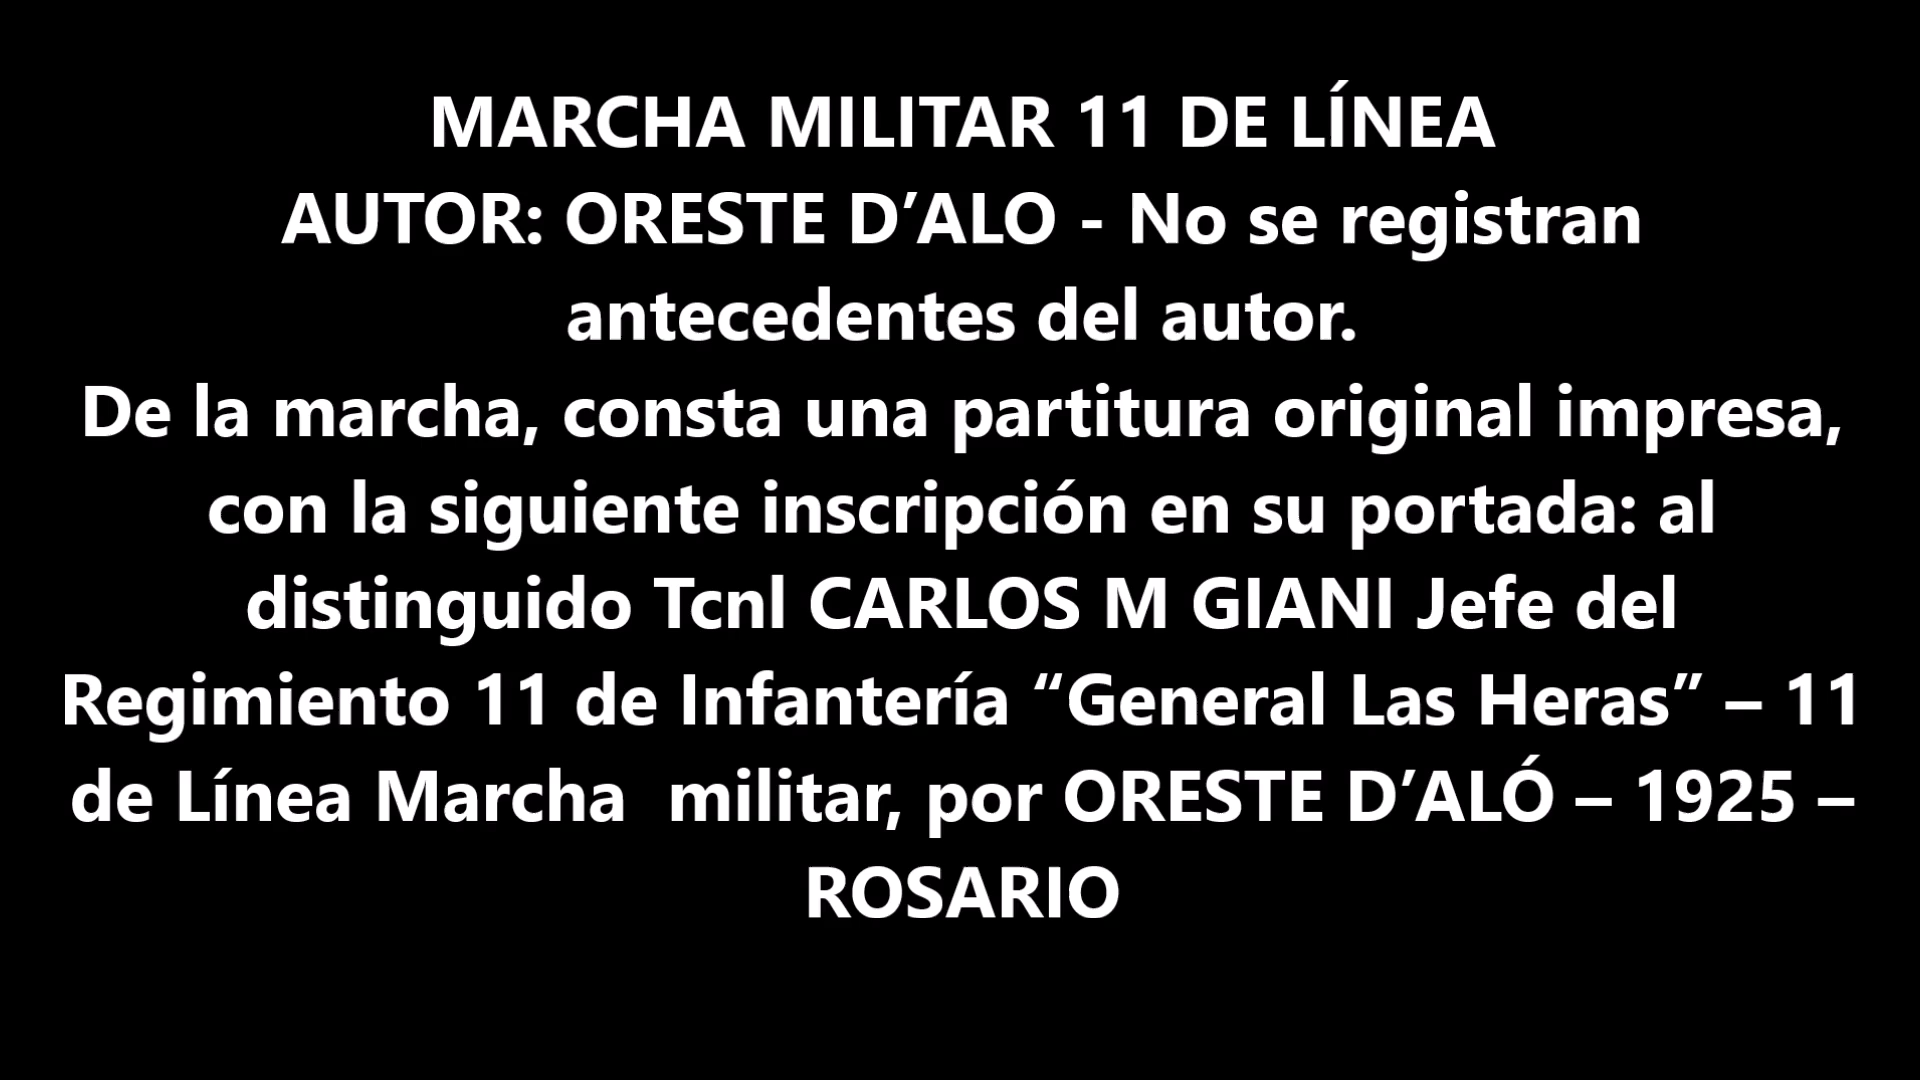 MARCHA MILITAR 11 DE LÍNEA
AUTOR: ORESTE D’ALO - No se registran
antecedentes del autor.
De la marcha, consta una partitura original impresa,
con la siguiente inscripción en su portada: al
distinguido Tcnl CARLOS M GIANI Jefe del
Regimiento 11 de Infantería “General Las Heras” – 11
de Línea Marcha  militar, por ORESTE D’ALÓ – 1925 –
ROSARIO